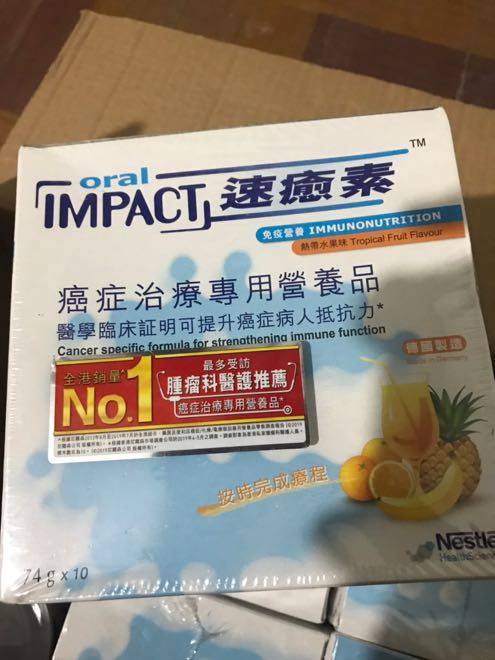 TM
oral
IMPACT 速癒素
免疫營養 IMMUNONUTRITION
熱帶水果味 Tropical Fruit Flavour
癌症治療專用營養品
醫學臨床証明可提升癌症病人抵抗力*
Cancer specific formula for strengthening immune function
德國製造
Made in Germany
全港銷量^
No.1
最多受訪
腫瘤科醫護推薦
癌症治療專用營養品*
按時完成療程
74 g x 10
Nestlé
HealthScience